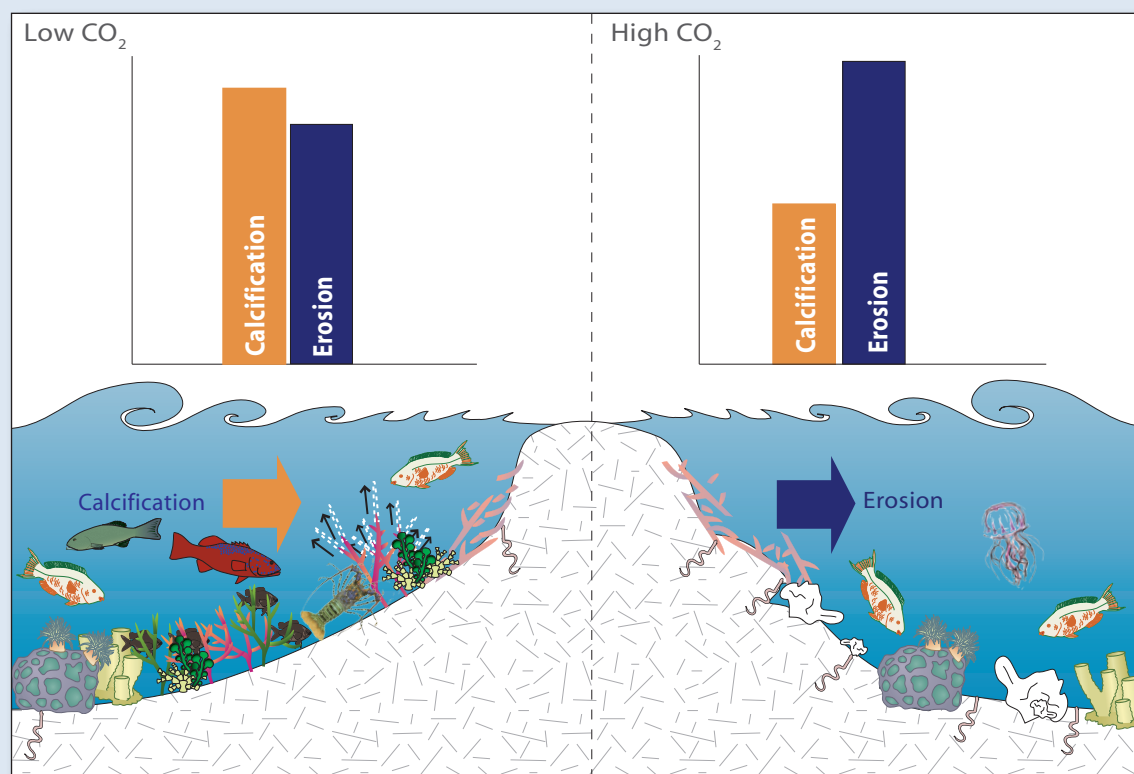 Low CO₂
High CO₂
Calcification
Erosion
Calcification
Erosion
Calcification
Erosion